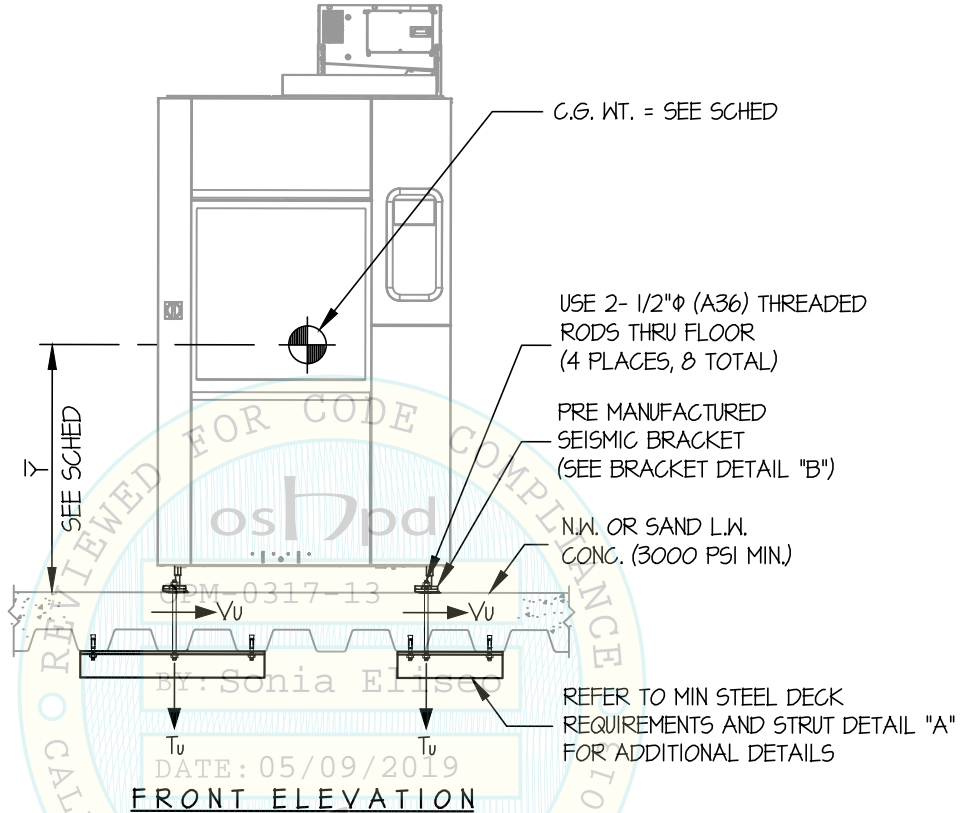 C.G. WT. = SEE SCHED
USE 2- 1/2"Φ (A36) THREADED
RODS THRU FLOOR
(4 PLACES, 8 TOTAL)
PRE MANUFACTURED
SEISMIC BRACKET
(SEE BRACKET DETAIL "B")
N.W. OR SAND L.W.
CONC. (3000 PSI MIN.)
Y
SEE SCHED
REVIEWED FOR CODE COMPLIANCE
oshpd
OPM-0317-13
Vu
Vu
BY: Sonia Eliseo
Tu
Tu
REFER TO MIN STEEL DECK
REQUIREMENTS AND STRUT DETAIL "A"
FOR ADDITIONAL DETAILS
DATE: 05/09/2019
FRONT ELEVATION